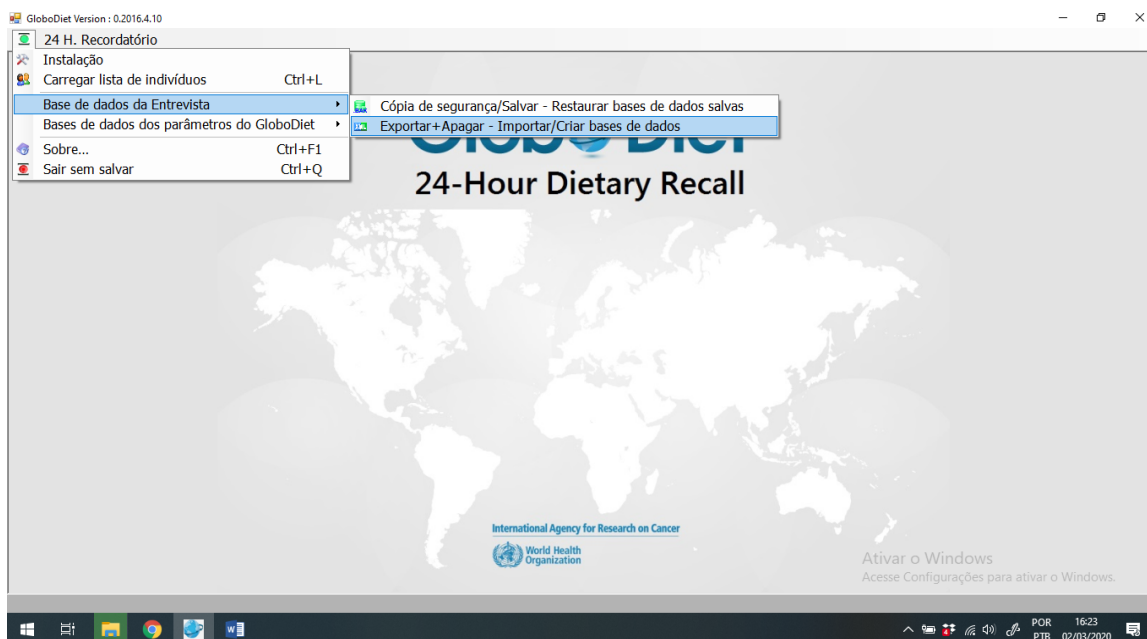 GloboDiet Version : 0.2016.4.10
24 H. Recordatório
Instalação
Carregar lista de indivíduos Ctrl+L
Base de dados da Entrevista
Cópia de segurança/Salvar - Restaurar bases de dados salvas
Bases de dados dos parâmetros do GloboDiet
Exportar+Apagar - Importar/Criar bases de dados
Sobre... Ctrl+F1
Sair sem salvar Ctrl+Q
GloboDiet
24-Hour Dietary Recall
International Agency for Research on Cancer
World Health
Organization
Ativar o Windows
Acesse Configurações para ativar o Windows.
POR 16:23
PTB 02/03/2020